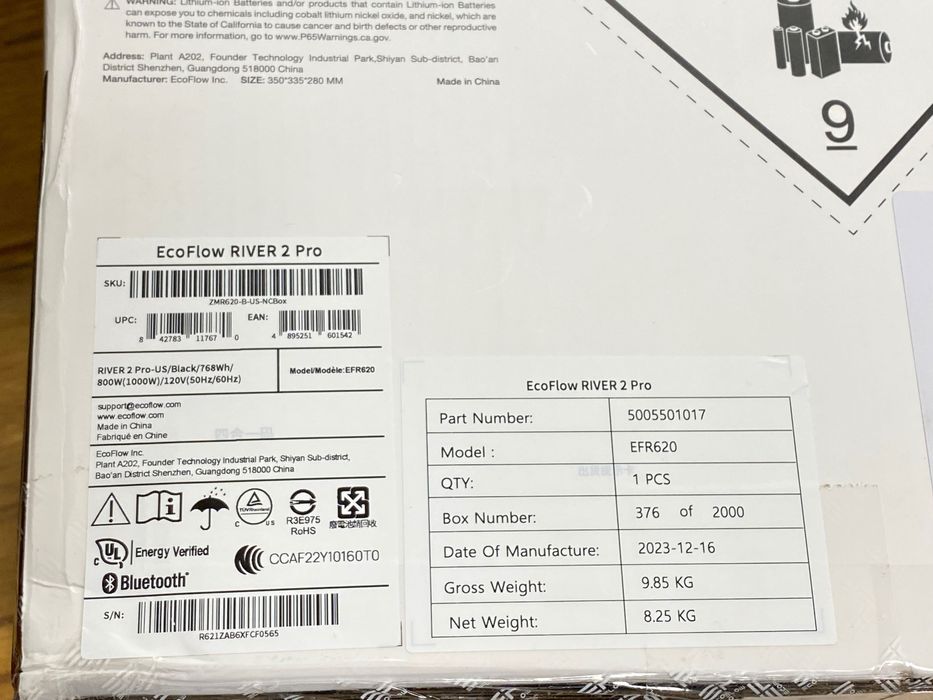 WARNING: Lithium-ion Batteries and/or products that contain Lithium-ion Batteries
can expose you to chemicals including cobalt lithium nickel oxide, and nickel, which are
known to the State of California to cause cancer and birth defects or other reproductive
harm. For more information, go to www.P65Warnings.ca.gov.
Address: Plant A202, Founder Technology Industrial Park,Shiyan Sub-district, Bao'an
District Shenzhen, Guangdong 518000 China
Manufacturer: EcoFlow Inc. SIZE: 350*335*280 MM Made in China
9
EcoFlow RIVER 2 Pro
SKU:
ZMR620-B-US-NCBox
UPC: EAN:
8 42783 11767 0 4 895251 601542
RIVER 2 Pro-US/Black/768Wh/
800W(1000W)/120V(50Hz/60Hz)
Model/Modèle:EFR620
support@ecoflow.com
www.ecoflow.com
Made in China
Fabriqué en Chine
EcoFlow Inc.
Plant A202, Founder Technology Industrial Park, Shiyan Sub-district,
Bao'an District Shenzhen, Guangdong 518000 China
TÜVRheinland
C US
R3E975
RoHS
廢電池請回收
c UL Energy Verified
CCAF22Y10160T0
Bluetooth®
S/N:
R621ZAB6XFCF0565
EcoFlow RIVER 2 Pro
Part Number: 5005501017
Model : EFR620
QTY: 1 PCS
Box Number: 376 of 2000
Date Of Manufacture: 2023-12-16
Gross Weight: 9.85 KG
Net Weight: 8.25 KG